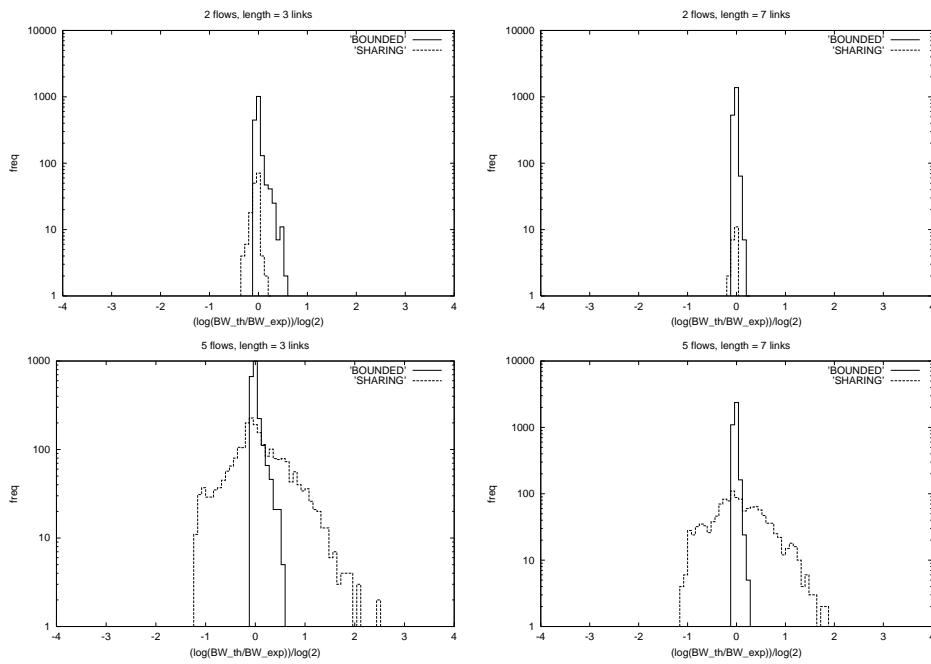 2 flows, length = 3 links
10000
1000
100
10
1
freq
'BOUNDED'
'SHARING'
-4 -3 -2 -1 0 1 2 3 4
(log(BW_th/BW_exp))/log(2)
2 flows, length = 7 links
10000
1000
100
10
1
freq
'BOUNDED'
'SHARING'
-4 -3 -2 -1 0 1 2 3 4
(log(BW_th/BW_exp))/log(2)
5 flows, length = 3 links
1000
100
10
1
freq
'BOUNDED'
'SHARING'
-4 -3 -2 -1 0 1 2 3 4
(log(BW_th/BW_exp))/log(2)
5 flows, length = 7 links
10000
1000
100
10
1
freq
'BOUNDED'
'SHARING'
-4 -3 -2 -1 0 1 2 3 4
(log(BW_th/BW_exp))/log(2)